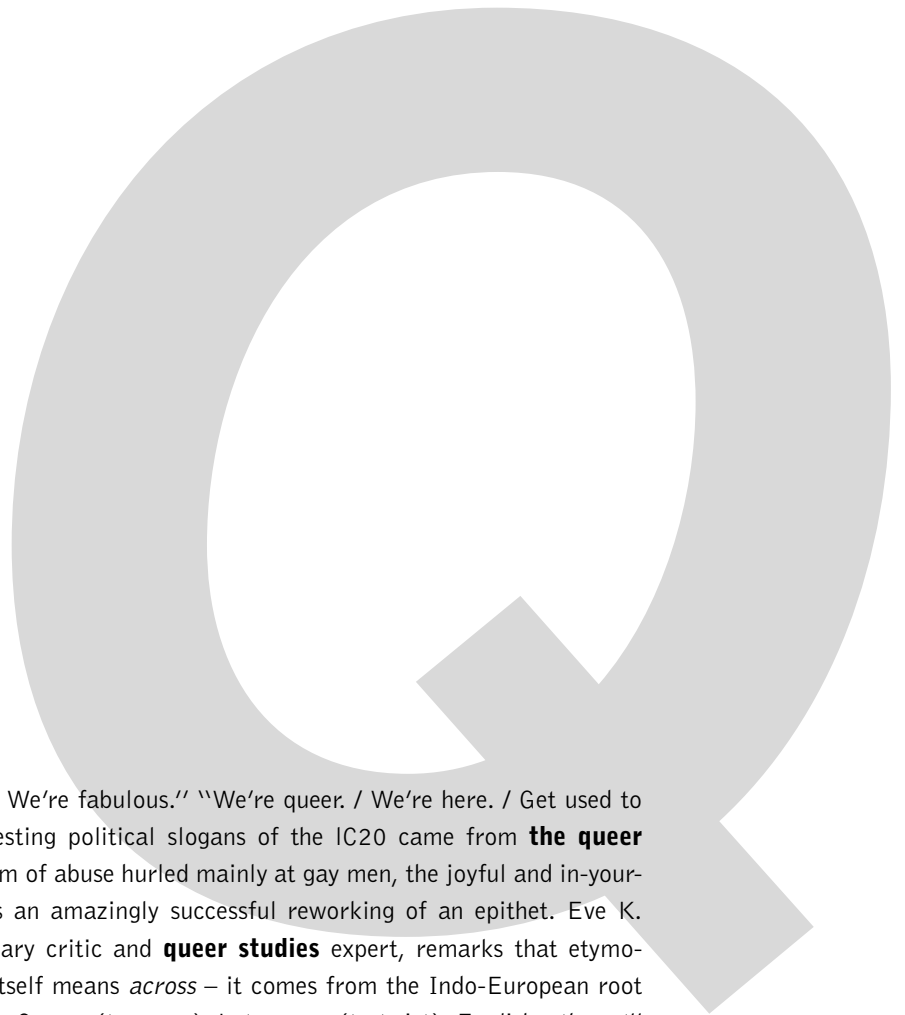 Q
We're fabulous.'' ‘‘We're queer. / We're here. / Get used to
political slogans of the lC20 came from the queer
of abuse hurled mainly at gay men, the joyful and in-your-
an amazingly successful reworking of an epithet. Eve K.
critic and queer studies expert, remarks that etymo-
means across – it comes from the Indo-European root